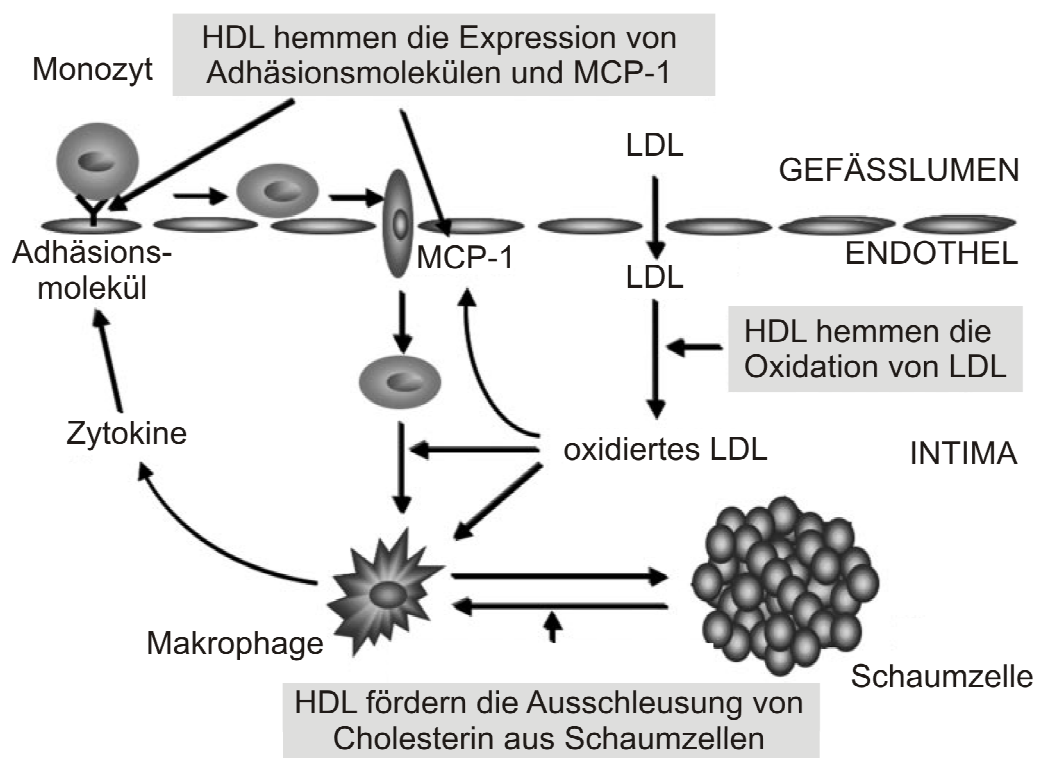 HDL hemmen die Expression von
Adhäsionsmolekülen und MCP-1
Monozyt
LDL
GEFÄSSLUMEN
Adhäsions-
molekül
MCP-1
ENDOTHEL
LDL
HDL hemmen die
Oxidation von LDL
Zytokine
oxidiertes LDL
INTIMA
Makrophage
Schaumzelle
HDL fördern die Ausschleusung von
Cholesterin aus Schaumzellen